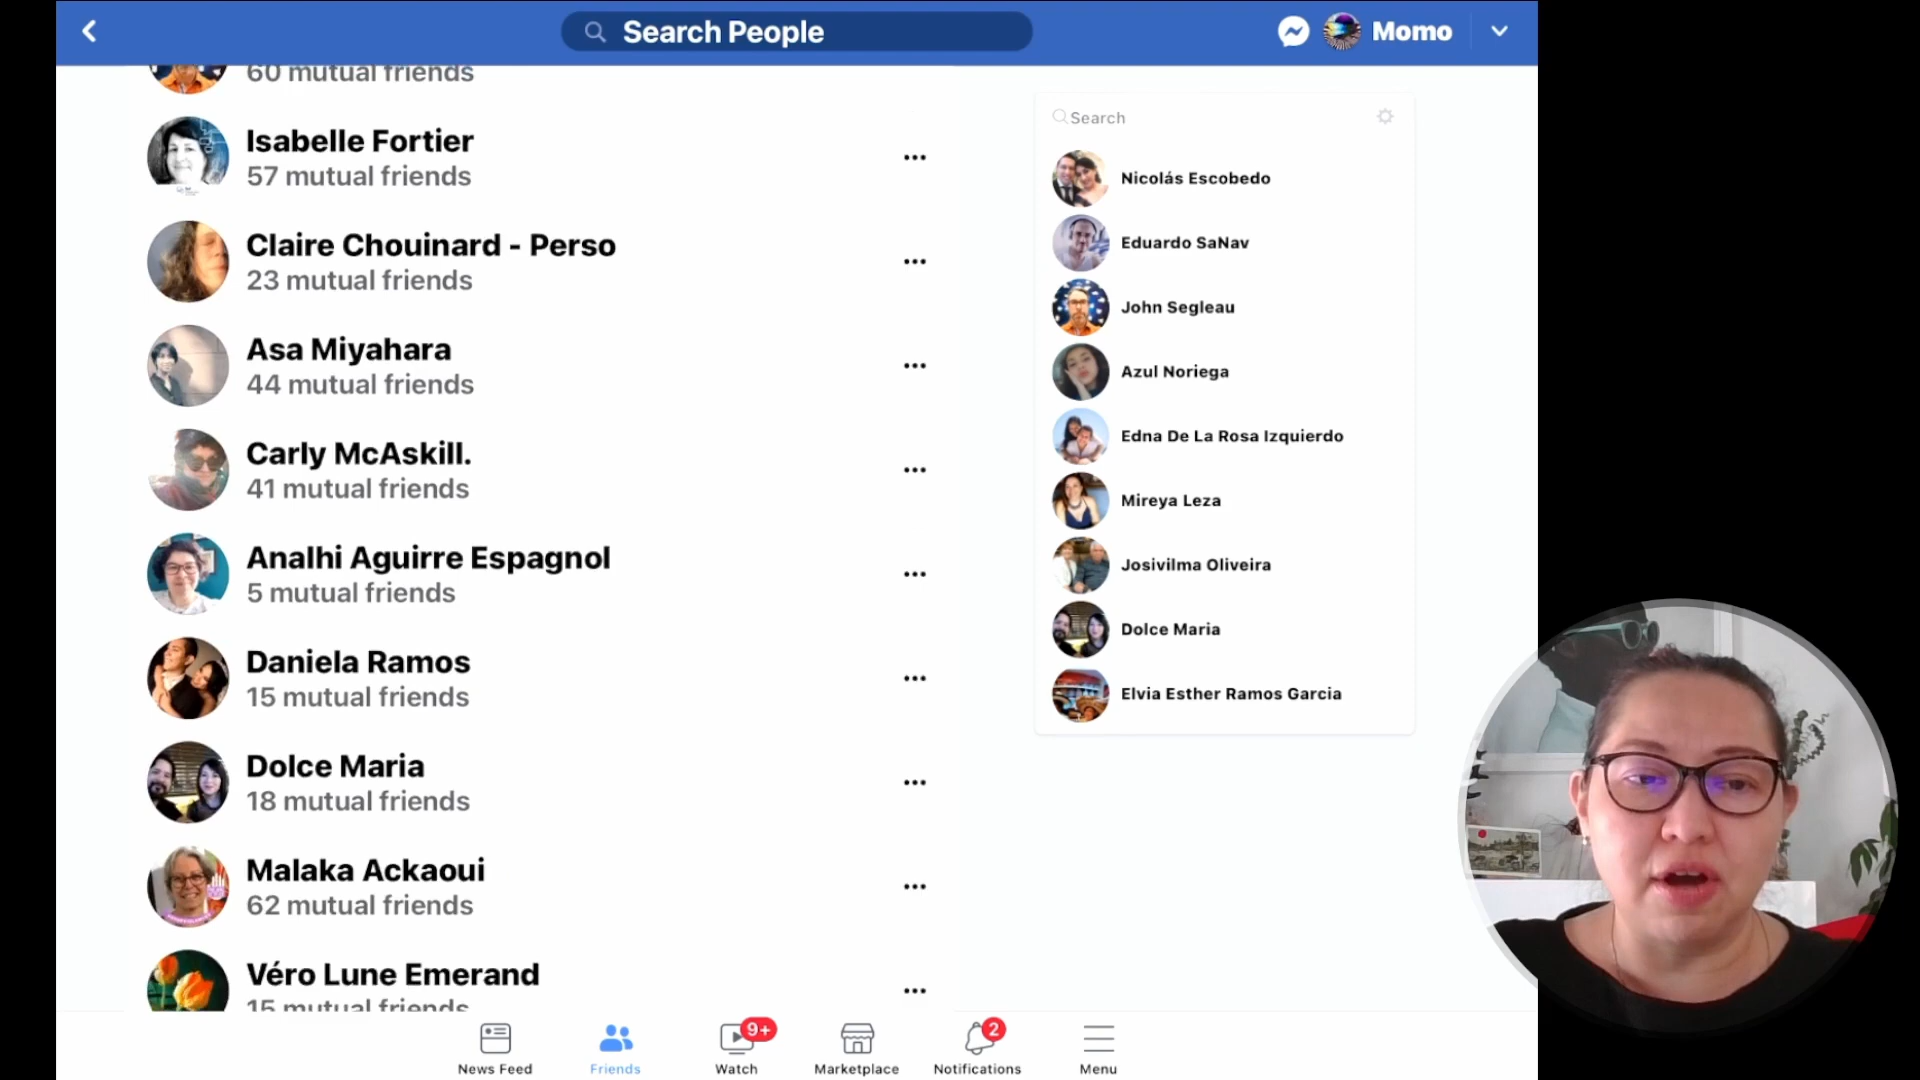 Search People
Momo
60 mutual friends
Isabelle Fortier
57 mutual friends
Claire Chouinard - Perso
23 mutual friends
Asa Miyahara
44 mutual friends
Carly McAskill.
41 mutual friends
Analhi Aguirre Espagnol
5 mutual friends
Daniela Ramos
15 mutual friends
Dolce Maria
18 mutual friends
Malaka Ackaoui
62 mutual friends
Véro Lune Emerand
15 mutual friends
Search
Nicolás Escobedo
Eduardo SaNav
John Segleau
Azul Noriega
Edna De La Rosa Izquierdo
Mireya Leza
Josivilma Oliveira
Dolce Maria
Elvia Esther Ramos Garcia
9+
2
News Feed
Friends
Watch
Marketplace
Notifications
Menu